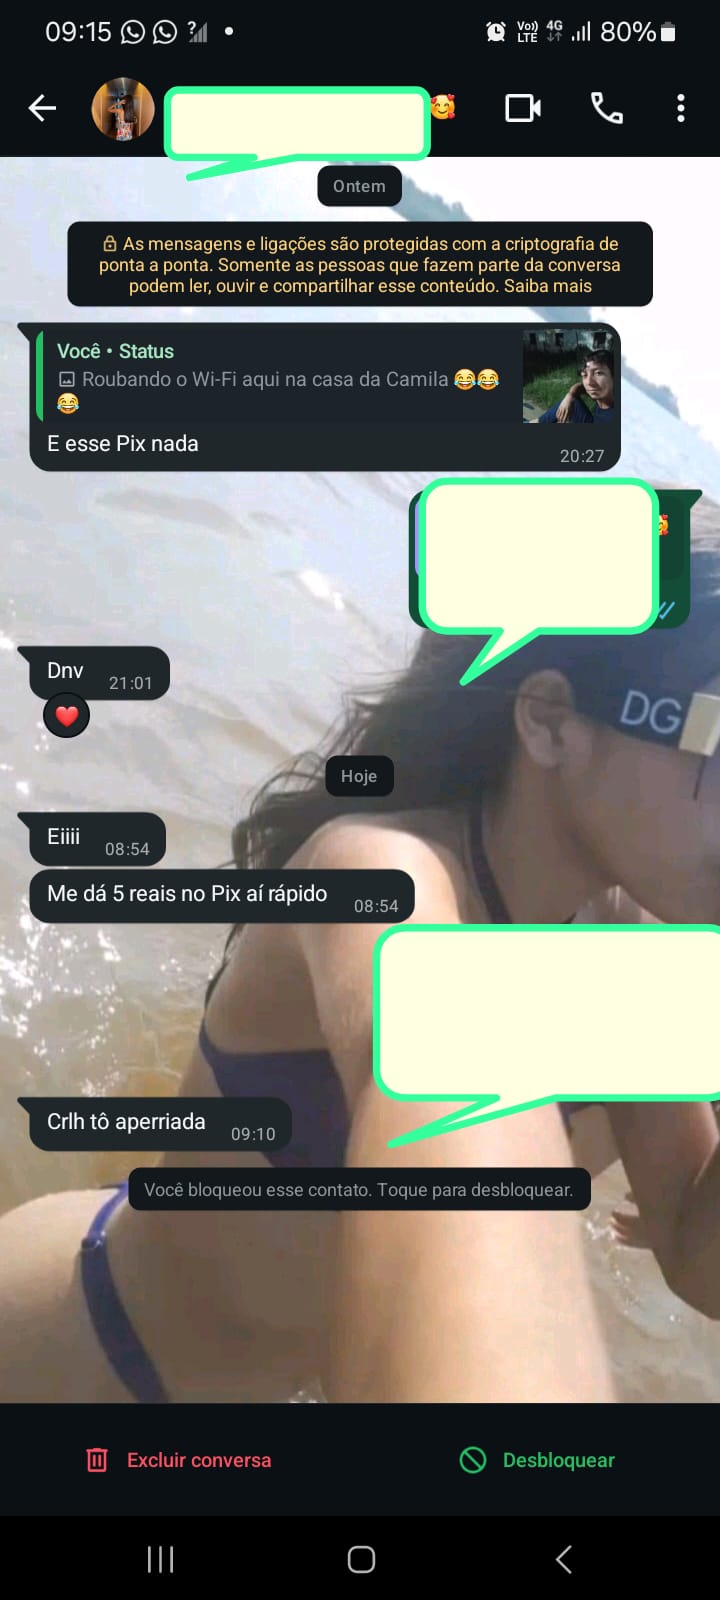 09:15
Vo)) LTE 4G 80%
Ontem
As mensagens e ligações são protegidas com a criptografia de
ponta a ponta. Somente as pessoas que fazem parte da conversa
podem ler, ouvir e compartilhar esse conteúdo. Saiba mais
Você • Status
Roubando o Wi-Fi aqui na casa da Camila 😂😂
😂
E esse Pix nada
20:27
Dnv
21:01
DG
Hoje
Eiiii
08:54
Me dá 5 reais no Pix aí rápido
08:54
Crlh tô aperriada
09:10
Você bloqueou esse contato. Toque para desbloquear.
Excluir conversa
Desbloquear